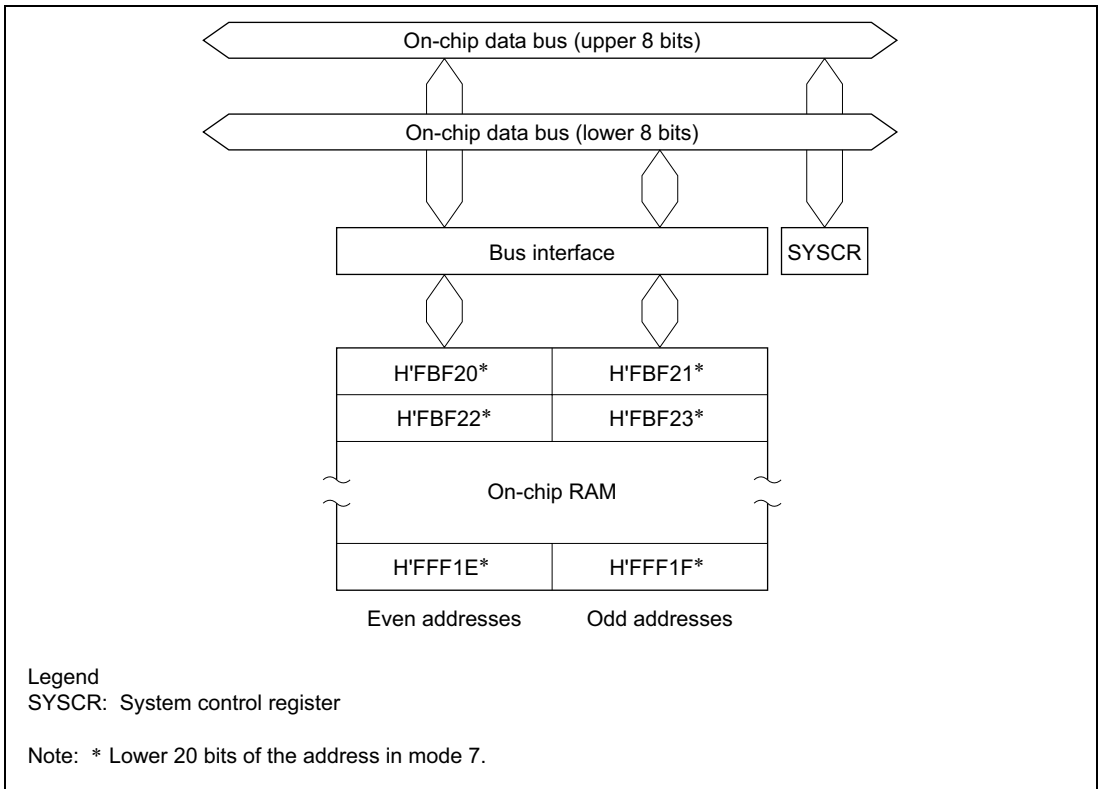 On-chip data bus (upper 8 bits)
On-chip data bus (lower 8 bits)
Bus interface
SYSCR
H'FBF20*
H'FBF21*
H'FBF22*
H'FBF23*
On-chip RAM
H'FFF1E*
H'FFF1F*
Even addresses
Odd addresses
Legend
SYSCR: System control register
Note: * Lower 20 bits of the address in mode 7.